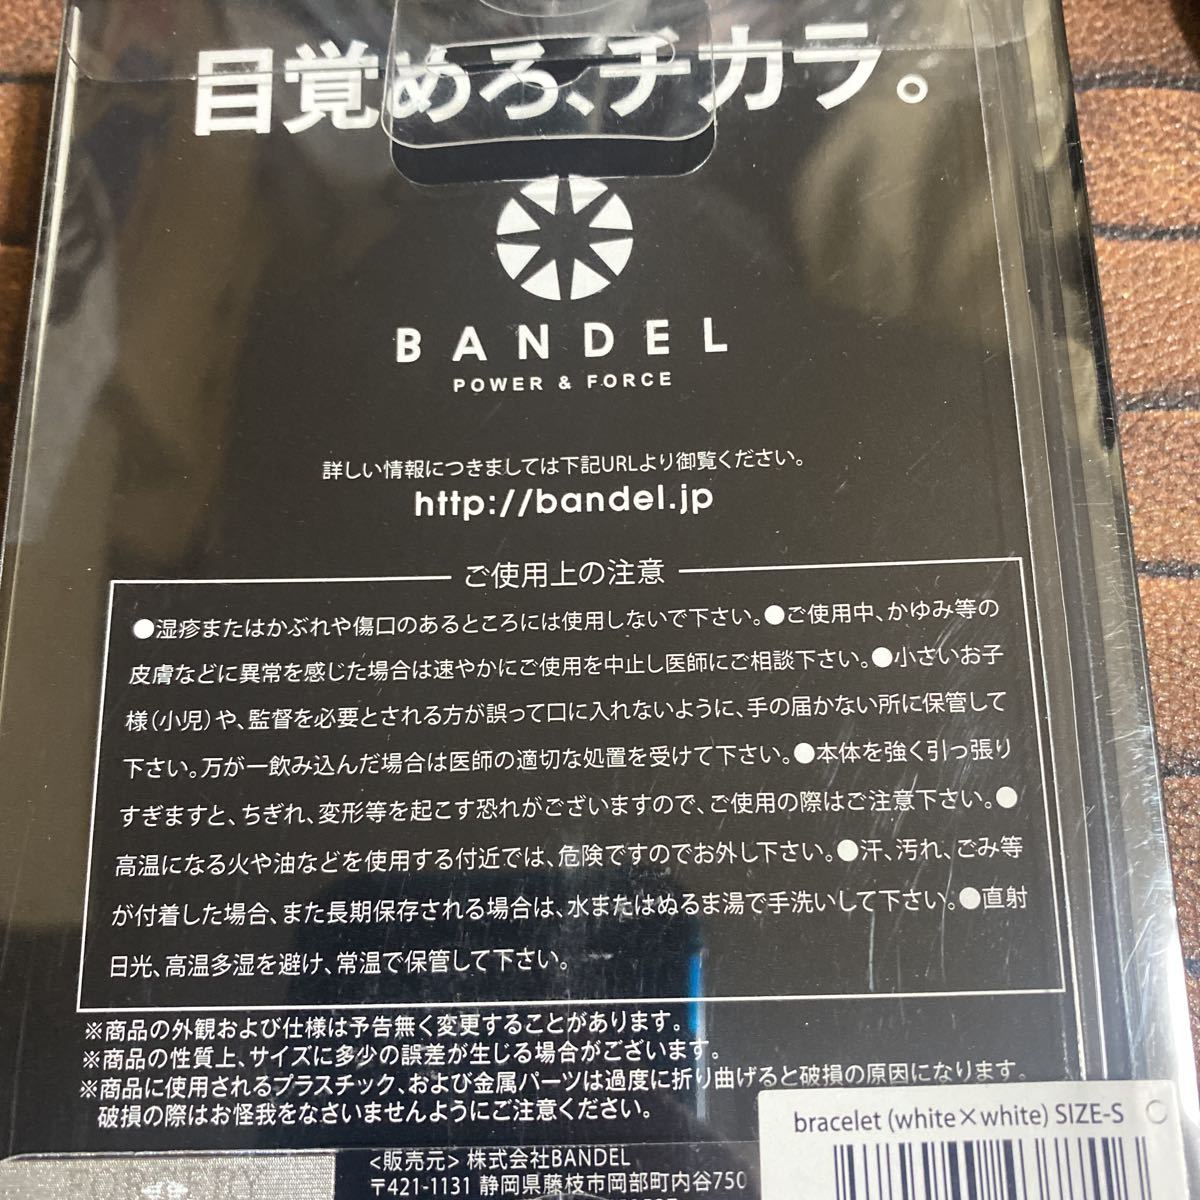 目覚めろ、チカラ。
BANDEL
POWER & FORCE
詳しい情報につきましては下記URLより御覧ください。
http://bandel.jp
ご使用上の注意
●湿疹またはかぶれや傷口のあるところには使用しないで下さい。●ご使用中、かゆみ等の
皮膚などに異常を感じた場合は速やかにご使用を中止し医師にご相談下さい。●小さいお子
様(小児)や、監督を必要とされる方が誤って口に入れないように、手の届かない所に保管して
下さい。万が一飲み込んだ場合は医師の適切な処置を受けて下さい。●本体を強く引っ張り
すぎますと、ちぎれ、変形等を起こす恐れがございますので、ご使用の際はご注意下さい。●
高温になる火や油などを使用する付近では、危険ですのでお外し下さい。●汗、汚れ、ごみ等
が付着した場合、また長期保存される場合は、水またはぬるま湯で手洗いして下さい。●直射
日光、高温多湿を避け、常温で保管して下さい。
※商品の外観および仕様は予告無く変更することがあります。
※商品の性質上、サイズに多少の誤差が生じる場合がございます。
※商品に使用されるプラスチック、および金属パーツは過度に折り曲げると破損の原因になります。
破損の際はお怪我をなさいませんようにご注意ください。
bracelet (white×white) SIZE-S
<販売元> 株式会社BANDEL
〒421-1131 静岡県藤枝市岡部町内谷750